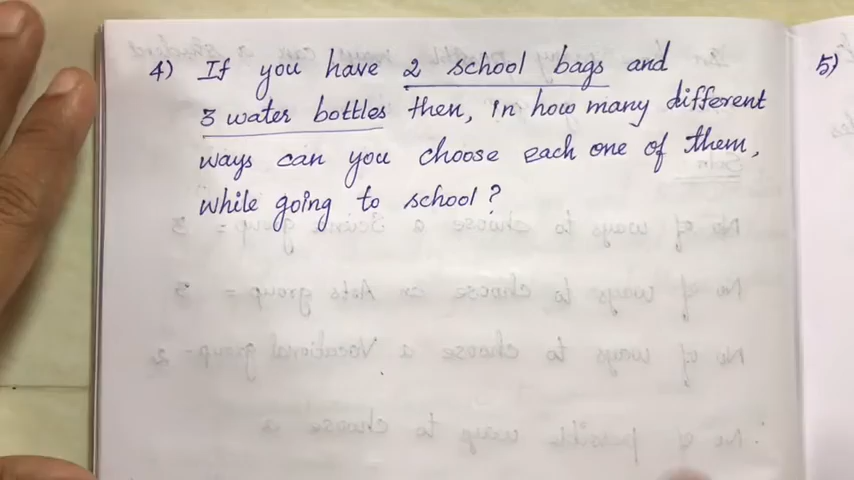 4) If you have 2 school bags and
3 water bottles then, in how many different
ways can you choose each one of them,
while going to school?
5)